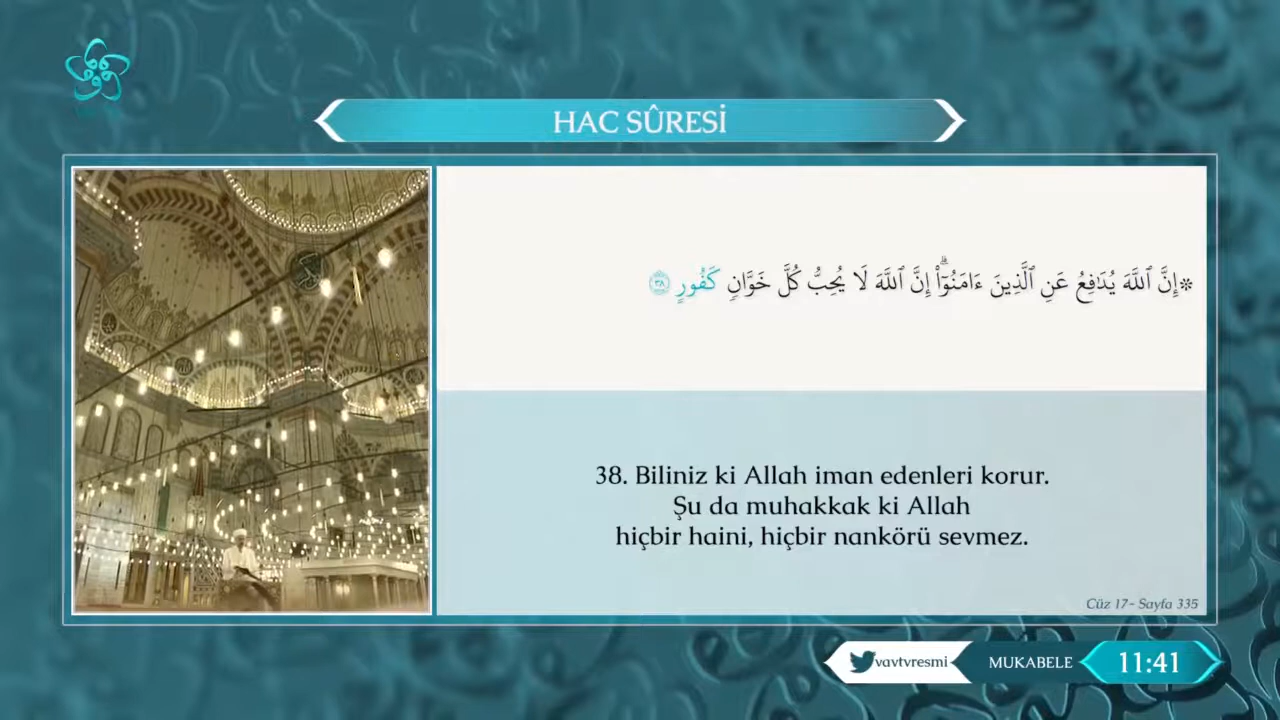 HAC SÛRESİ
۞إِنَّ ٱللَّهَ يُدَٰفِعُ عَنِ ٱلَّذِينَ ءَامَنُوٓا۟ ۗ إِنَّ ٱللَّهَ لَا يُحِبُّ كُلَّ خَوَّانٍ كَفُورٍ ٣٨
38. Biliniz ki Allah iman edenleri korur.
Şu da muhakkak ki Allah
hiçbir haini, hiçbir nankörü sevmez.
Cüz 17- Sayfa 335
vavtvresmi MUKABELE 11:41